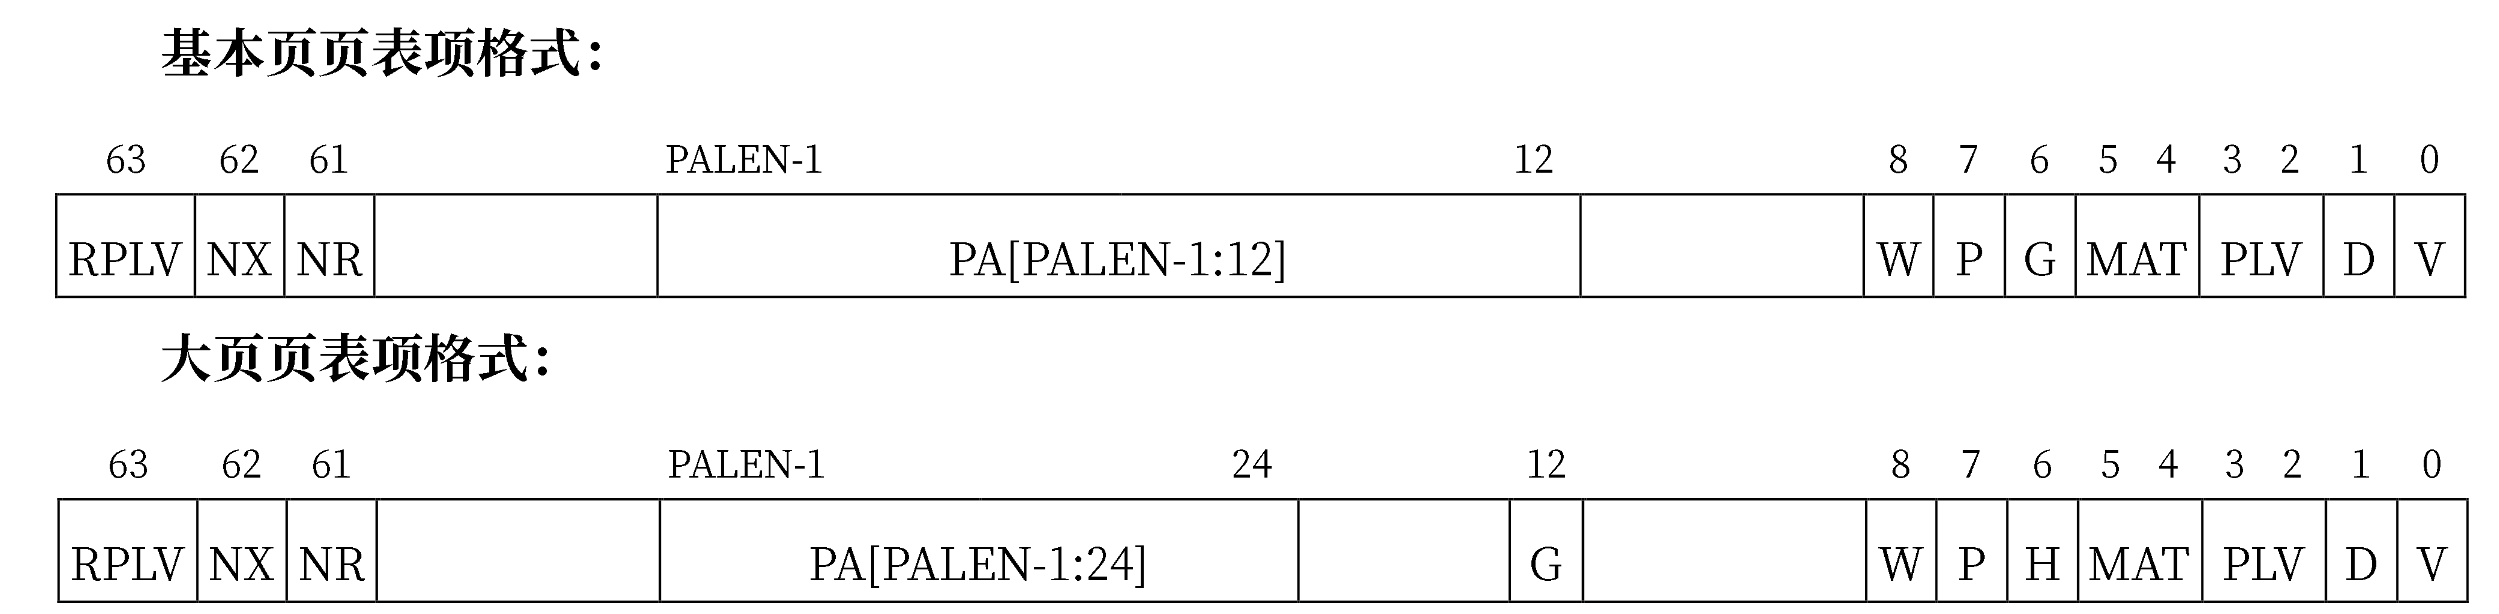 基本页页表项格式：
63 62 61 PALEN-1 12 8 7 6 5 4 3 2 1 0
RPLV NX NR PA[PALEN-1:12] W P G MAT PLV D V
大页页表项格式：
63 62 61 PALEN-1 24 12 8 7 6 5 4 3 2 1 0
RPLV NX NR PA[PALEN-1:24] G W P H MAT PLV D V